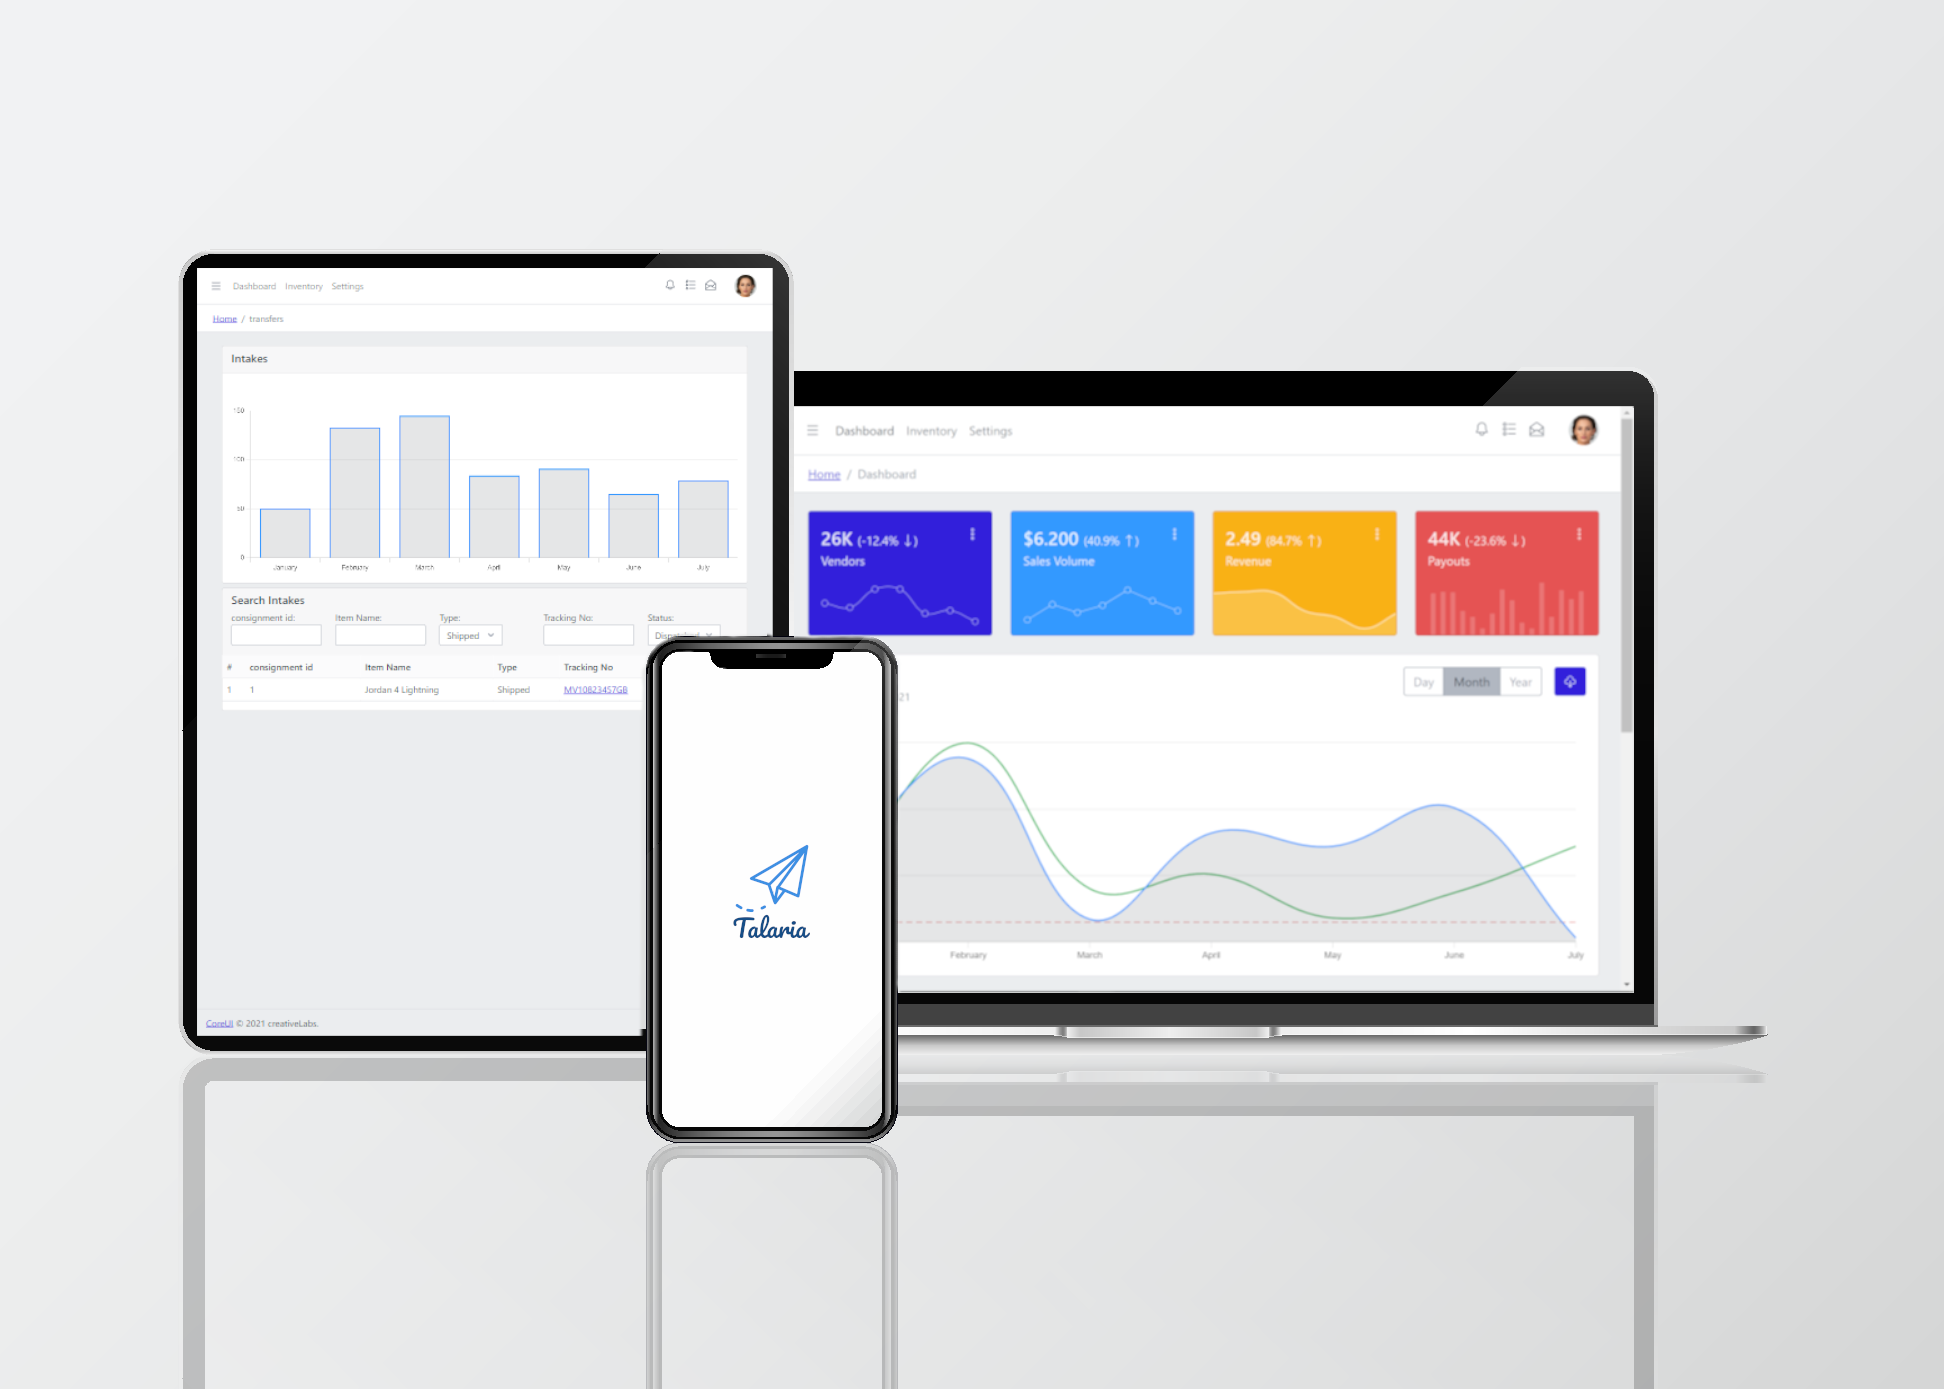 Dashboard Inventory Settings
Home / transfers
Intakes
150
100
50
0
January February March April May June July
Search Intakes
consignment id: Item Name: Type: Tracking No: Status:
Shipped
# consignment id Item Name Type Tracking No
1 1 Jordan 4 Lightning Shipped MV10823457GB
CoreUI © 2021 creativeLabs.
Talaria
Dashboard Inventory Settings
Home / Dashboard
26K (-12.4% ↓)
Vendors
$6.200 (40.9% ↑)
Sales Volume
2.49 (84.7% ↑)
Revenue
44K (-23.6% ↓)
Payouts
21
Day Month Year
February March April May June July